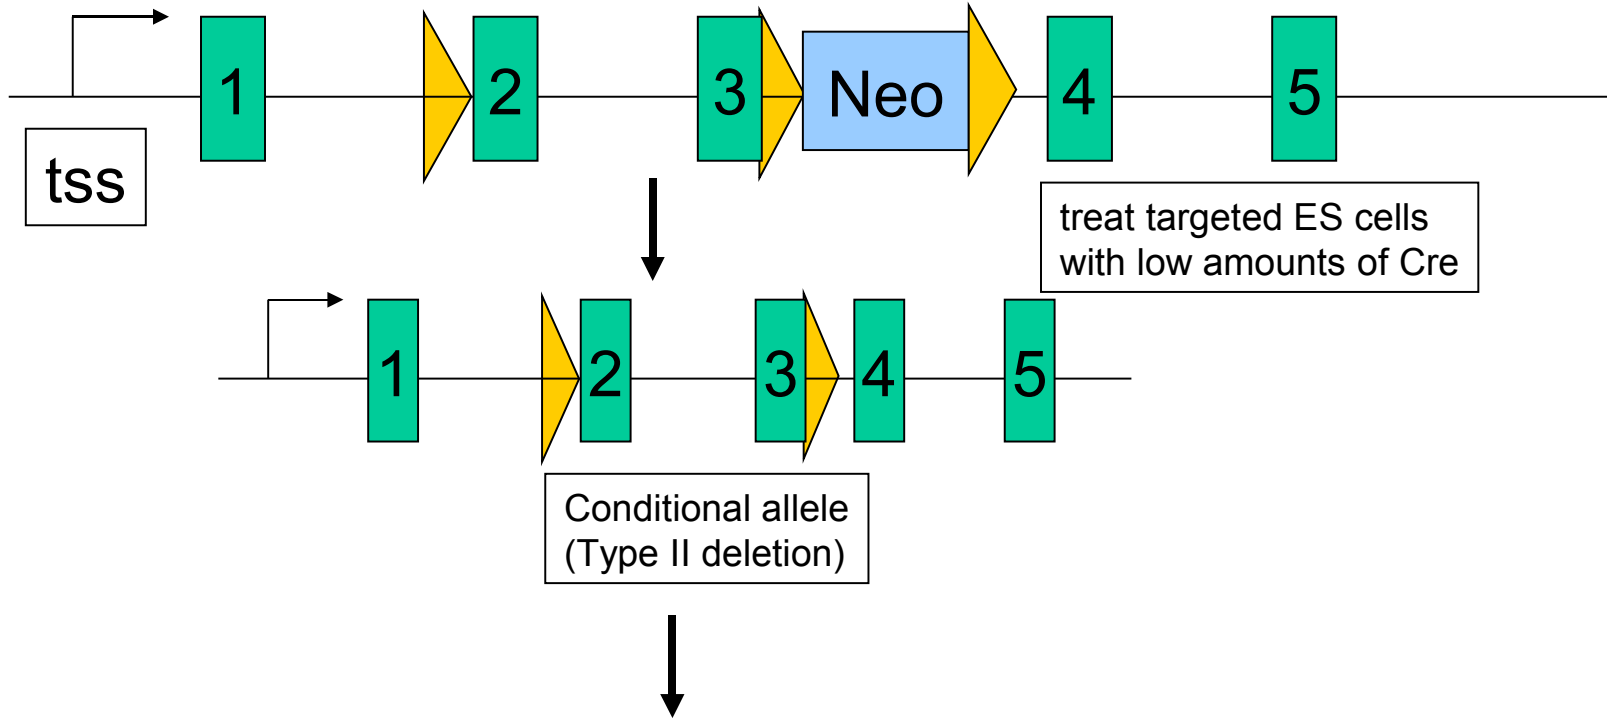 1 2 3 Neo 4 5
tss
treat targeted ES cells
with low amounts of Cre
1 2 3 4 5
Conditional allele
(Type II deletion)